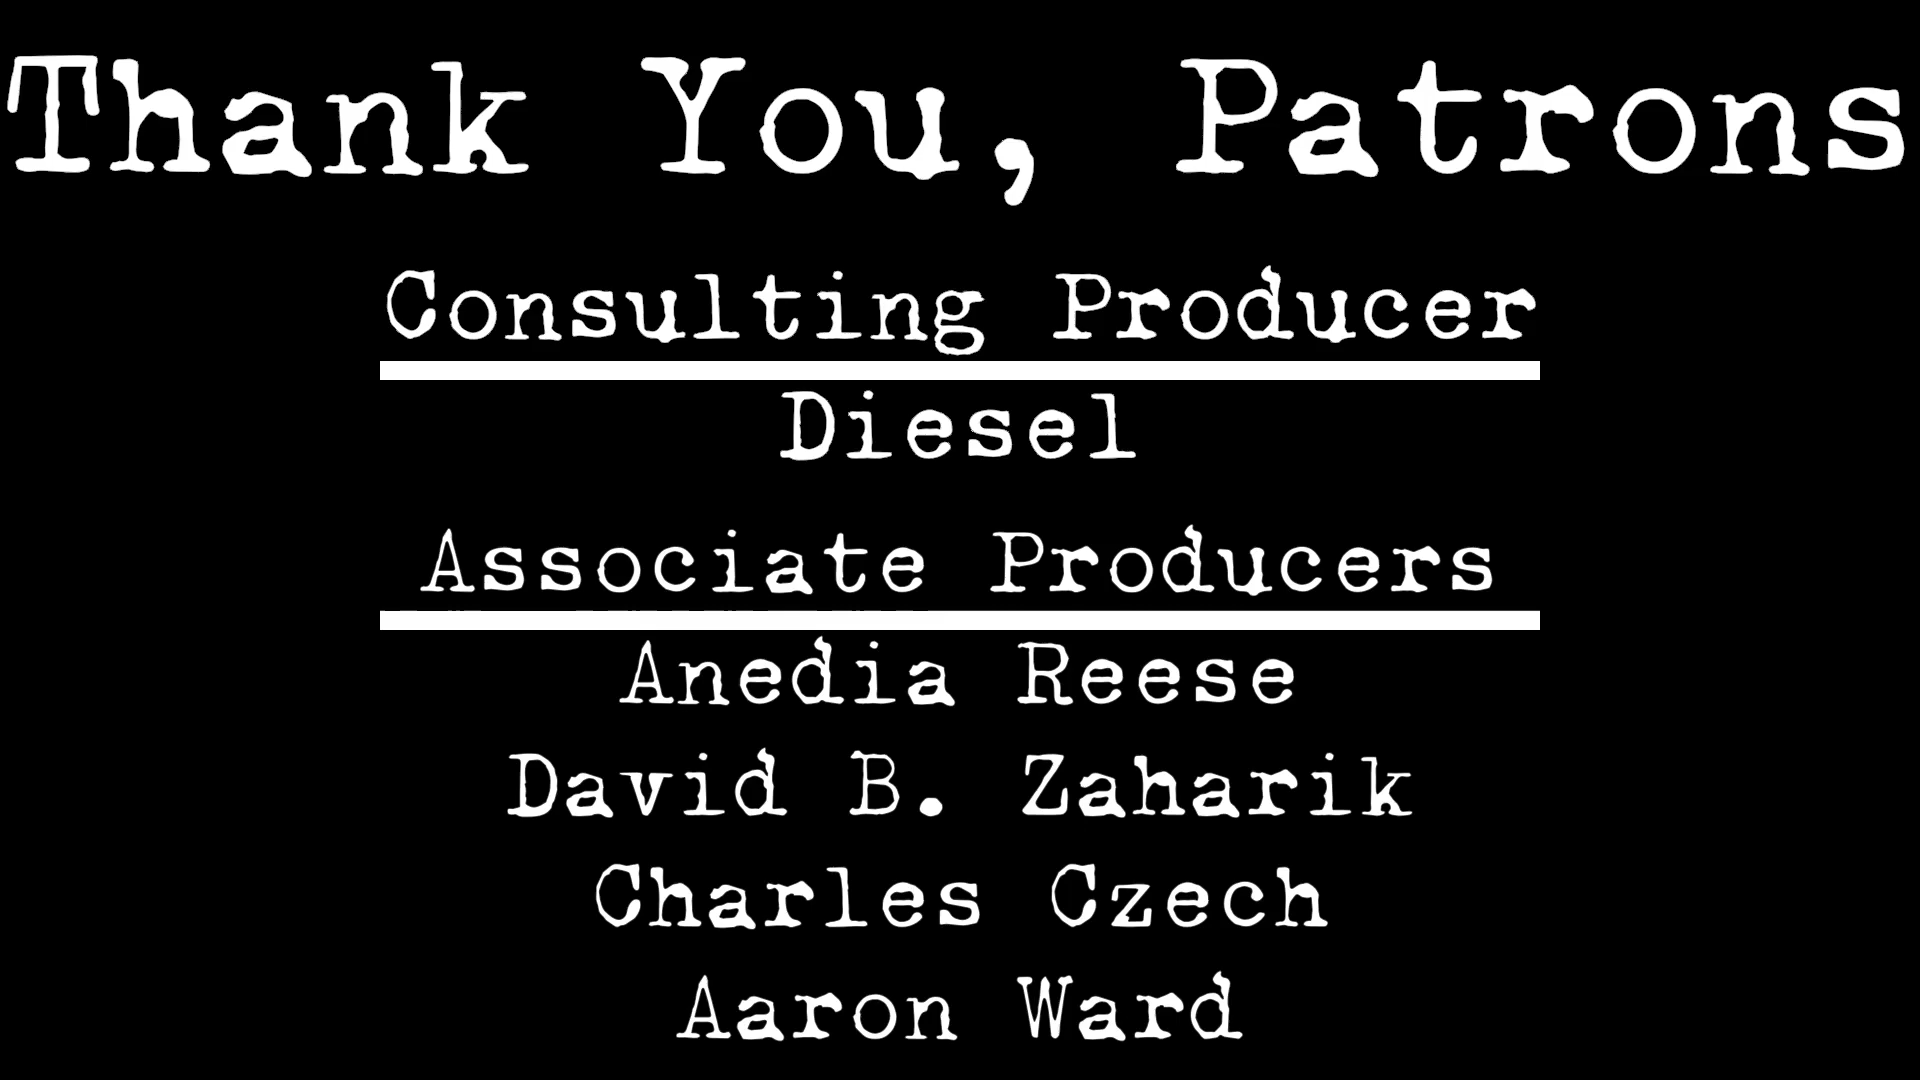 Thank You, Patrons
Consulting Producer
Diesel
Associate Producers
Anedia Reese
David B. Zaharik
Charles Czech
Aaron Ward